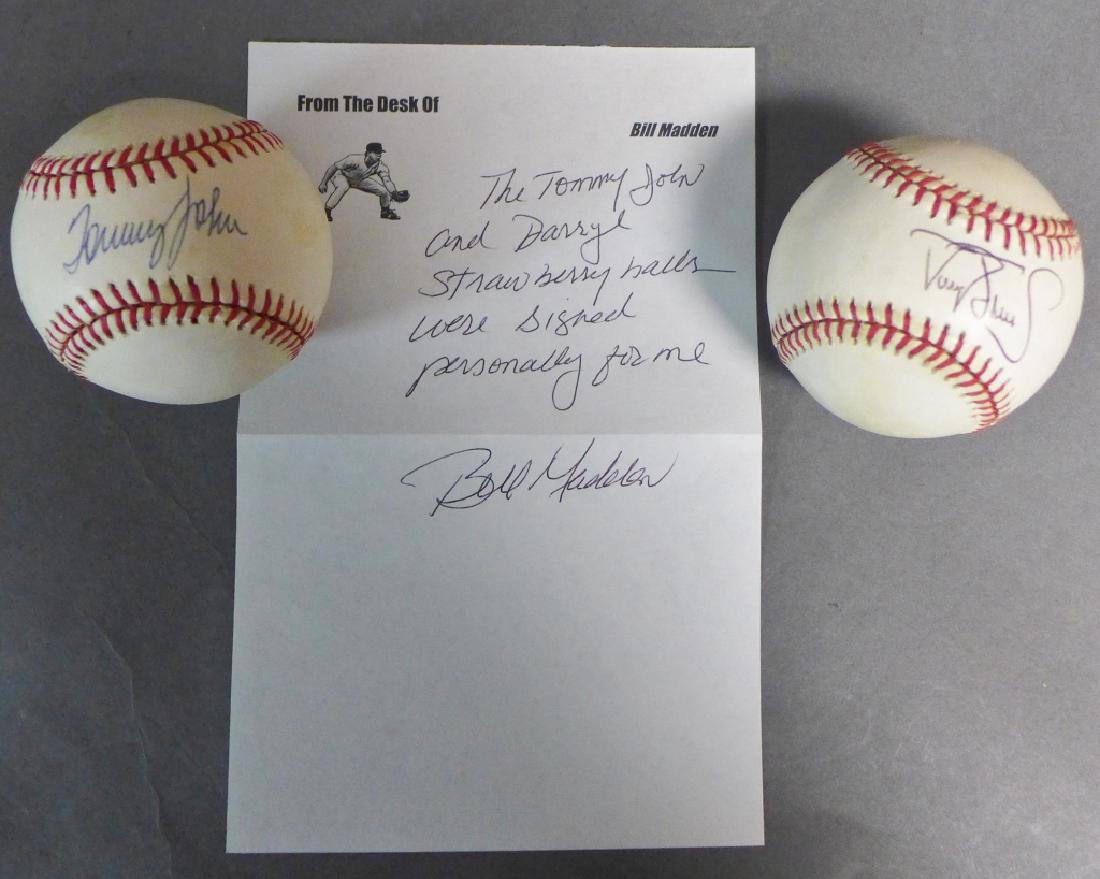 From The Desk Of
Bill Madden
The Tommy John
and Darryl
Strawberry balls
were signed
personally for me
Bill Madden
Tommy John